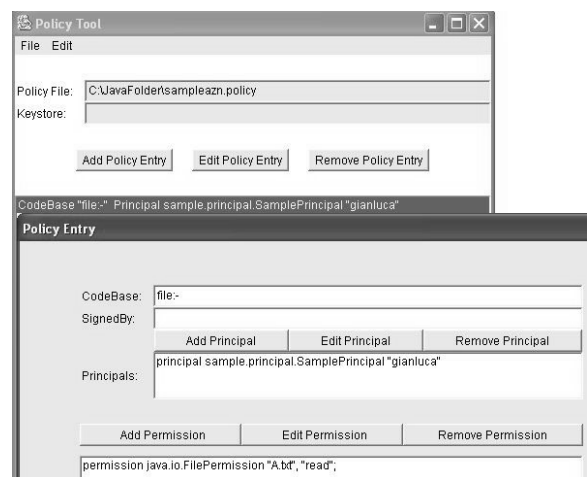 Policy Tool
File Edit
Policy File: C:\JavaFolder\sampleazn.policy
Keystore:
Add Policy Entry Edit Policy Entry Remove Policy Entry
CodeBase "file:-" Principal sample.principal.SamplePrincipal "gianluca"
Policy Entry
CodeBase: file:-
SignedBy:
Add Principal Edit Principal Remove Principal
Principals: principal sample.principal.SamplePrincipal "gianluca"
Add Permission Edit Permission Remove Permission
permission java.io.FilePermission "A.txt", "read";